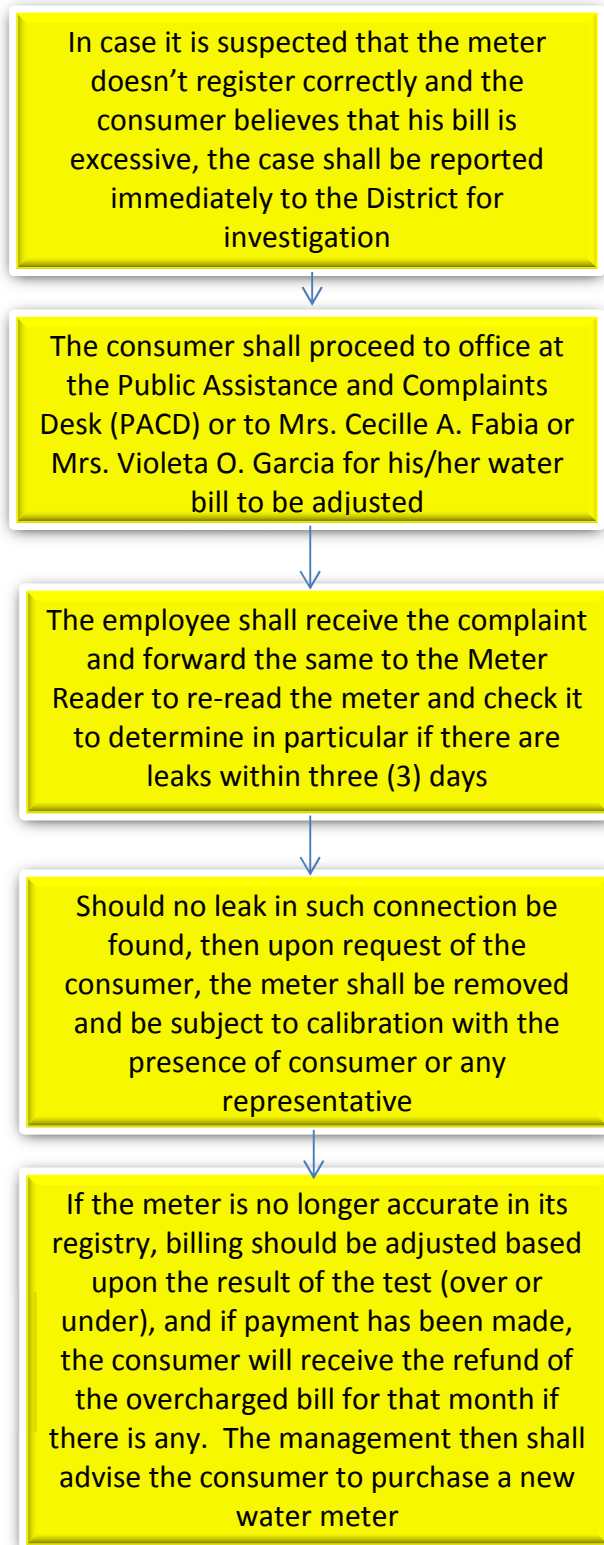 In case it is suspected that the meter
doesn’t register correctly and the
consumer believes that his bill is
excessive, the case shall be reported
immediately to the District for
investigation
The consumer shall proceed to office at
the Public Assistance and Complaints
Desk (PACD) or to Mrs. Cecille A. Fabia or
Mrs. Violeta O. Garcia for his/her water
bill to be adjusted
The employee shall receive the complaint
and forward the same to the Meter
Reader to re-read the meter and check it
to determine in particular if there are
leaks within three (3) days
Should no leak in such connection be
found, then upon request of the
consumer, the meter shall be removed
and be subject to calibration with the
presence of consumer or any
representative
If the meter is no longer accurate in its
registry, billing should be adjusted based
upon the result of the test (over or
under), and if payment has been made,
the consumer will receive the refund of
the overcharged bill for that month if
there is any.  The management then shall
advise the consumer to purchase a new
water meter